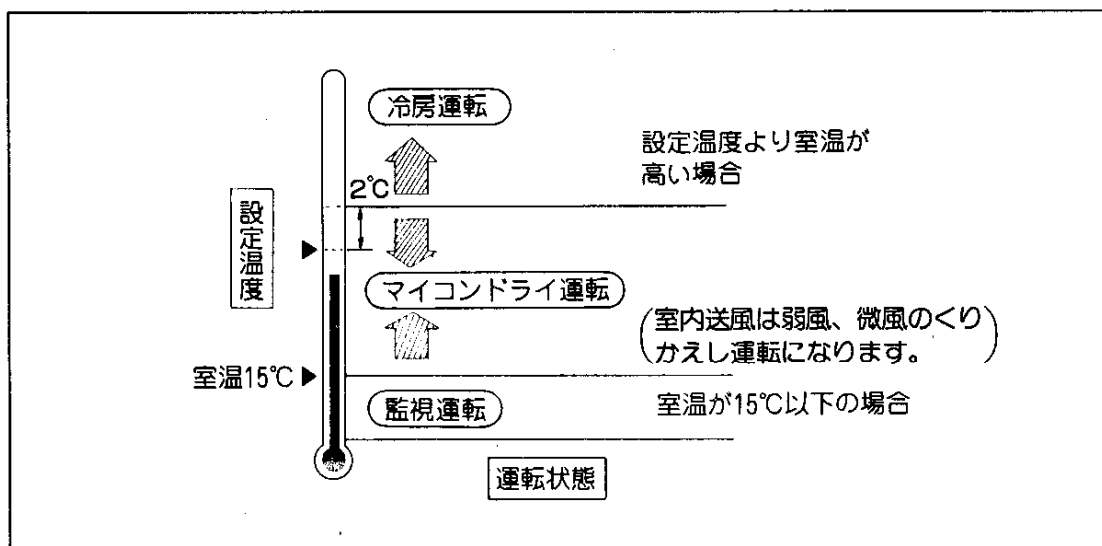 冷房運転
設定温度より室温が
高い場合
2℃
設定温度
マイコンドライ運転
(室内送風は弱風、微風のくり
かえし運転になります。)
室温15℃
監視運転
室温が15℃以下の場合
運転状態